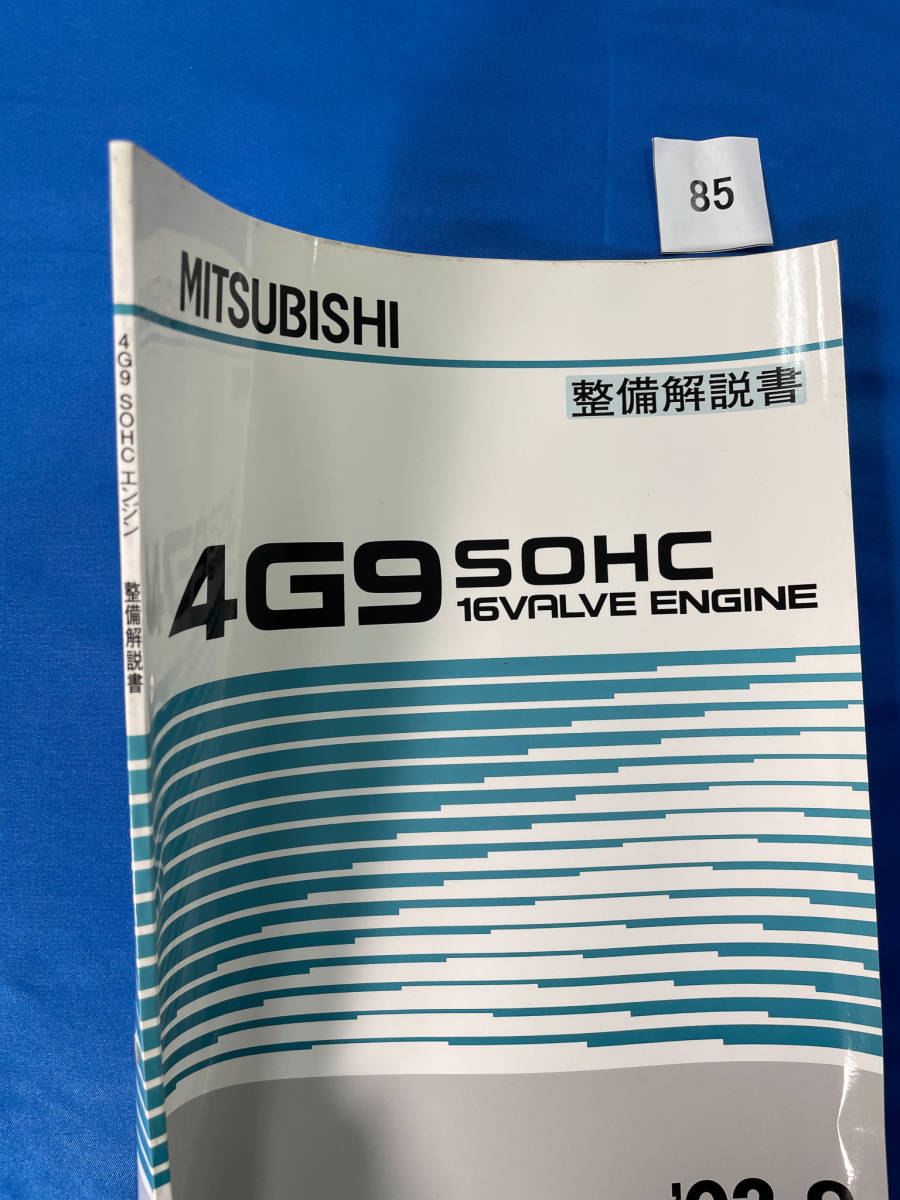 85
MITSUBISHI
整備解説書
4G9 SOHC
16VALVE ENGINE
4G9 SOHC エンジン 整備解説書